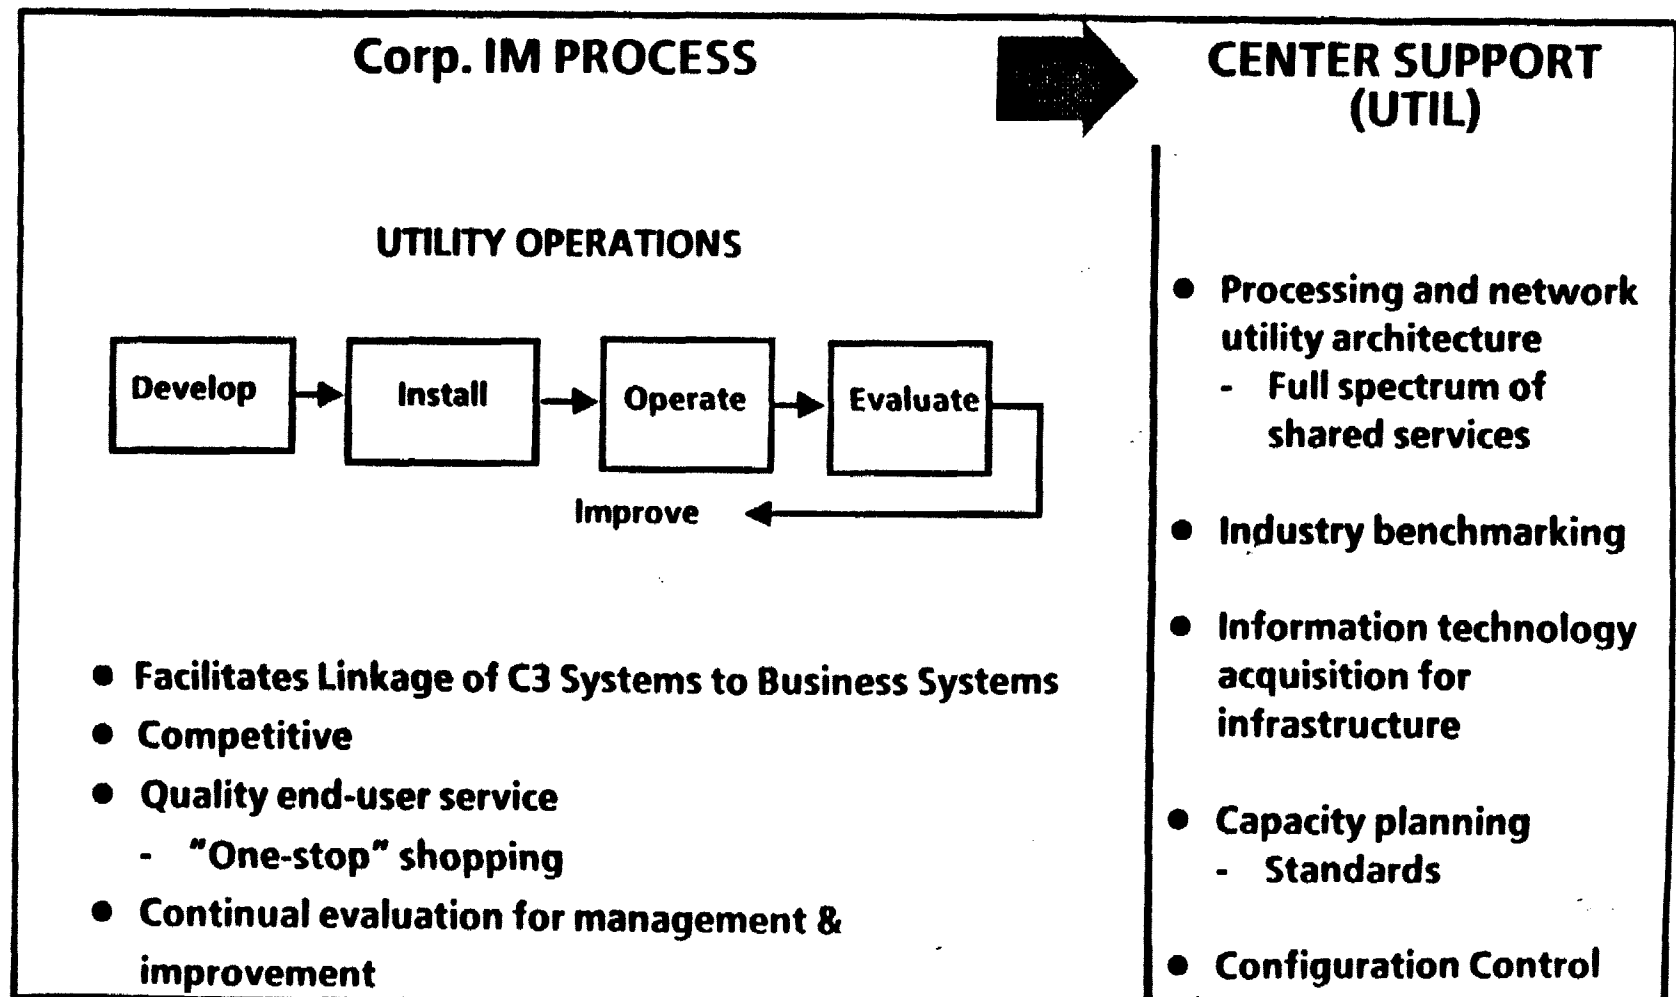 Corp. IM PROCESS
UTILITY OPERATIONS
Develop
Install
Operate
Evaluate
Improve
● Facilitates Linkage of C3 Systems to Business Systems
● Competitive
● Quality end-user service
- "One-stop" shopping
● Continual evaluation for management &
improvement
CENTER SUPPORT
(UTIL)
● Processing and network
utility architecture
- Full spectrum of
shared services
● Industry benchmarking
● Information technology
acquisition for
infrastructure
● Capacity planning
- Standards
● Configuration Control